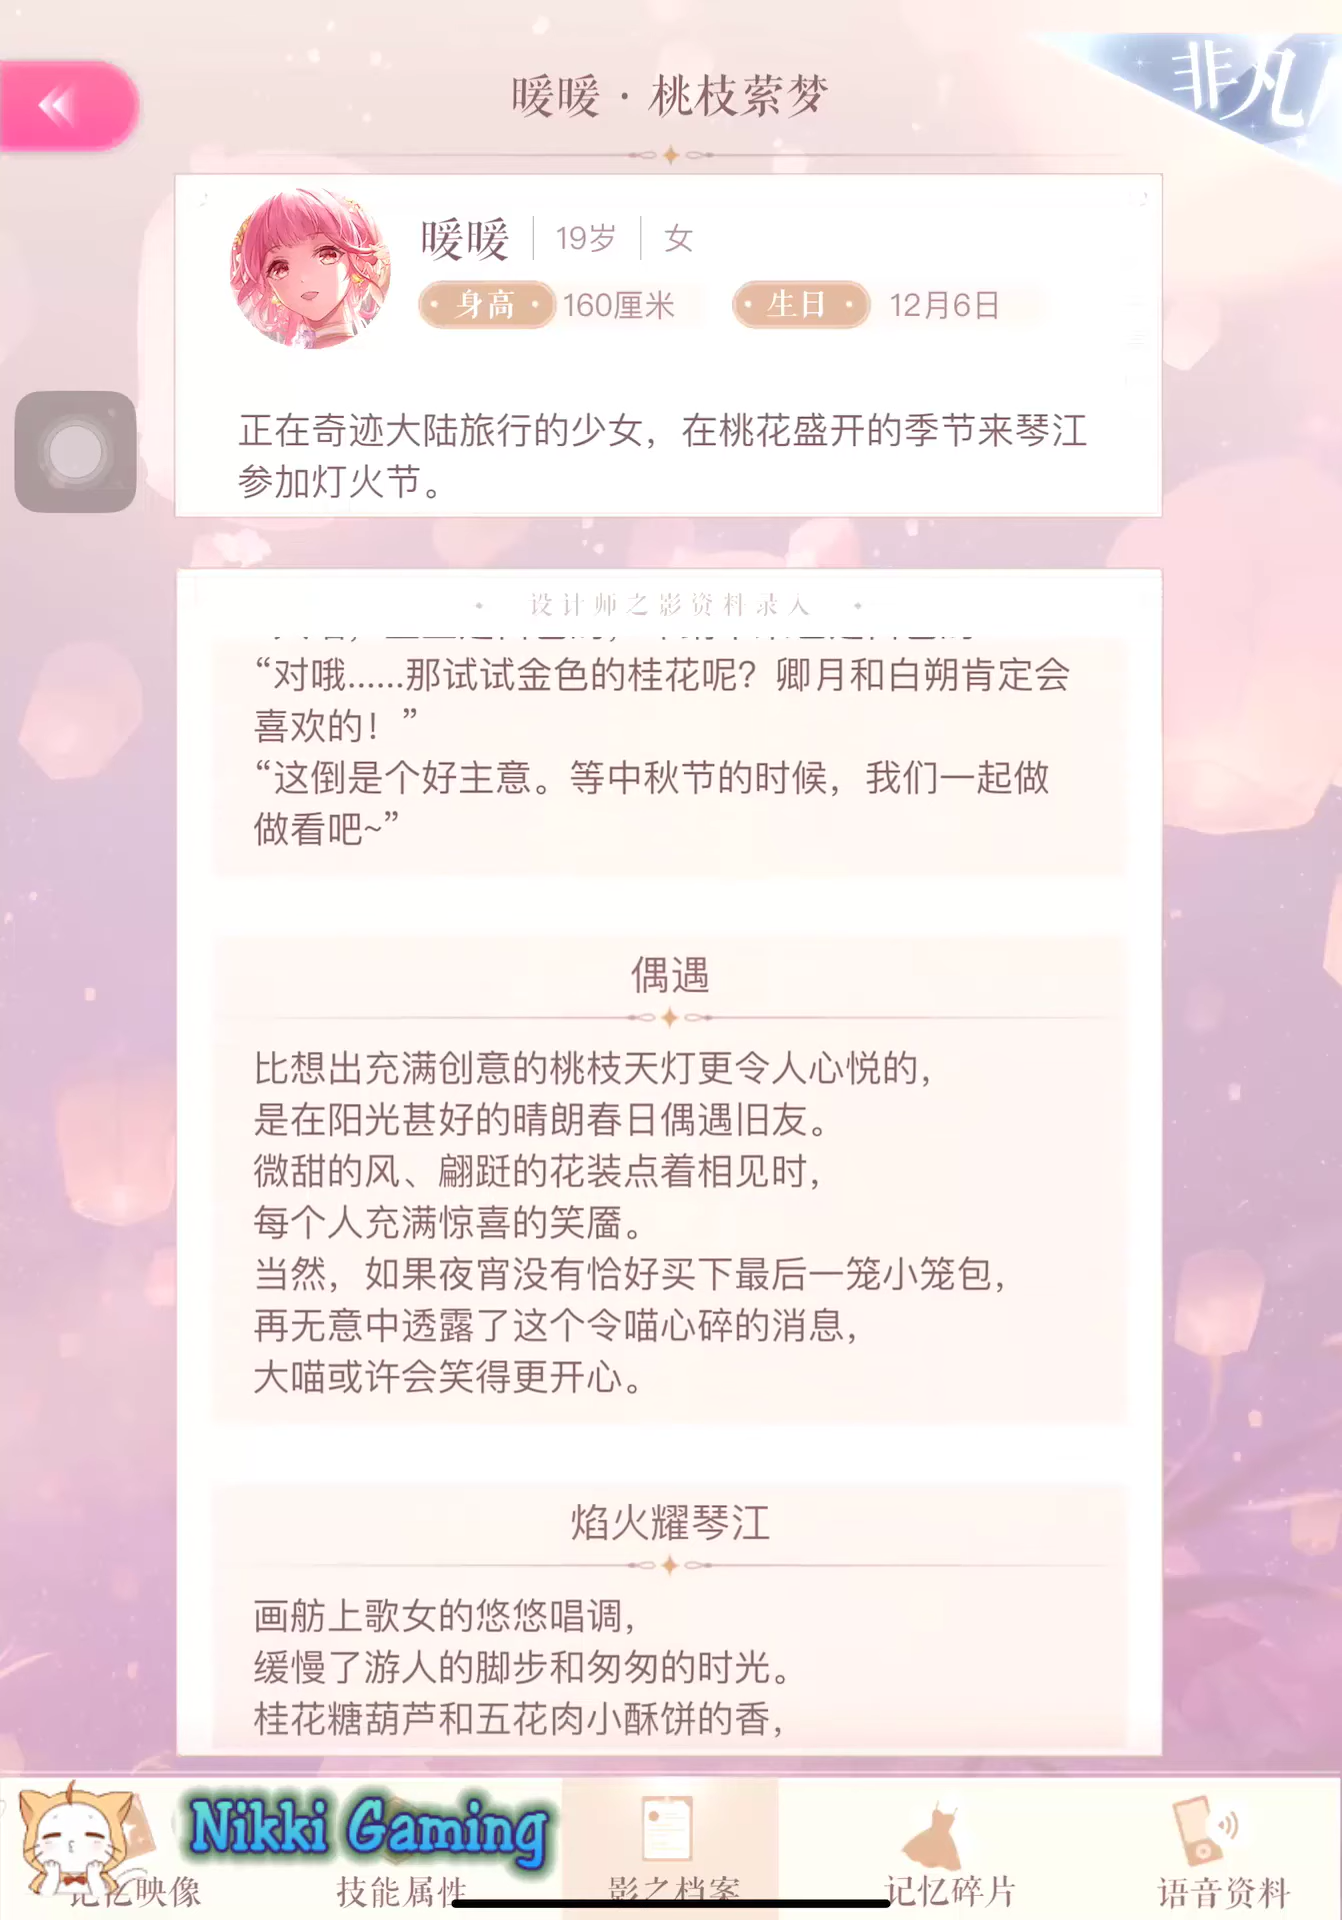 暖暖·桃枝萦梦
非凡
暖暖 19岁 女
身高 160厘米 生日 12月6日
正在奇迹大陆旅行的少女，在桃花盛开的季节来琴江
参加灯火节。
设计师之影资料录入
“对哦……那试试金色的桂花呢？卿月和白朔肯定会
喜欢的！”
“这倒是个好主意。等中秋节的时候，我们一起做
做看吧~”
偶遇
比想出充满创意的桃枝天灯更令人心悦的，
是在阳光甚好的晴朗春日偶遇旧友。
微甜的风、翩跹的花装点着相见时，
每个人充满惊喜的笑靥。
当然，如果夜宵没有恰好买下最后一笼小笼包，
再无意中透露了这个令喵心碎的消息，
大喵或许会笑得更开心。
焰火耀琴江
画舫上歌女的悠悠唱调，
缓慢了游人的脚步和匆匆的时光。
桂花糖葫芦和五花肉小酥饼的香，
Nikki Gaming
记忆映像 技能属性 影之档案 记忆碎片 语音资料